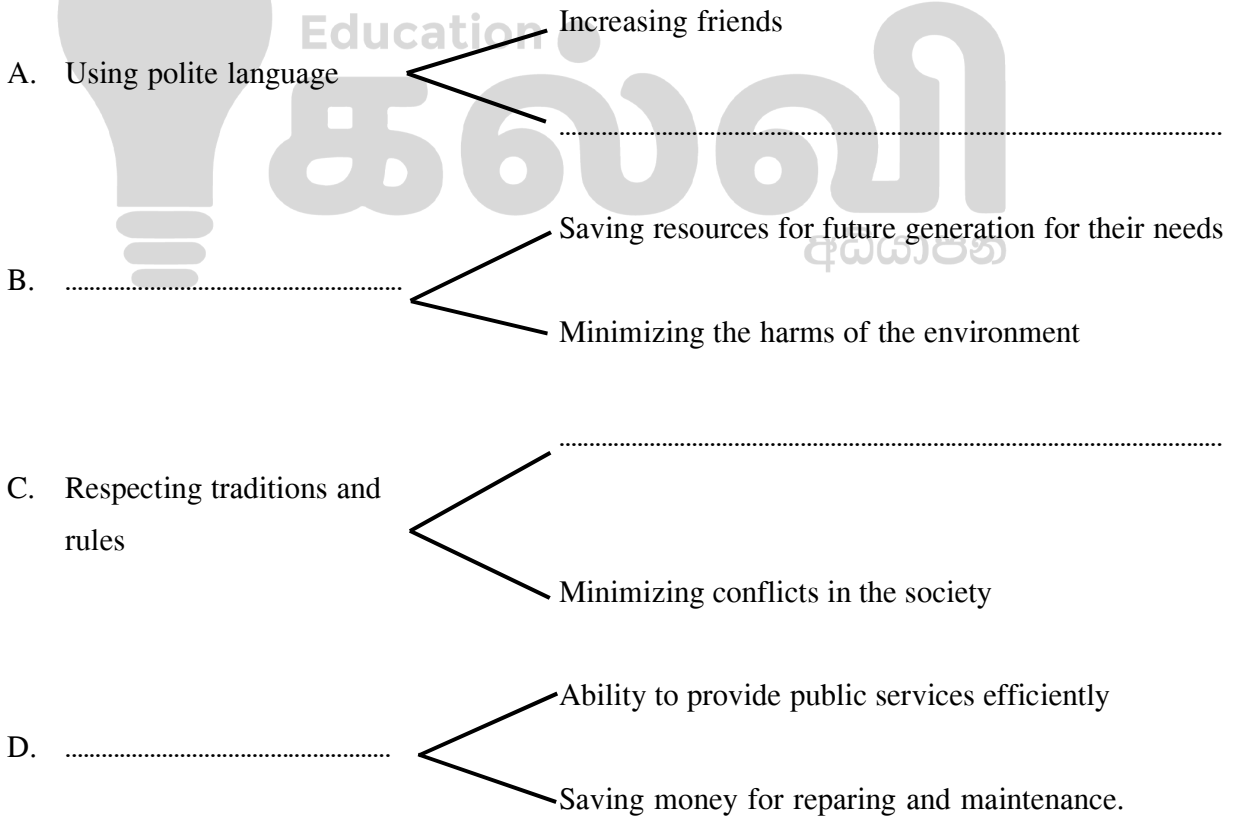 Education
கல்வி
අධ්‍යාපන
Increasing friends
A. Using polite language
..............................................................................................................
Saving resources for future generation for their needs
B. ........................................................
Minimizing the harms of the environment
..............................................................................................................
C. Respecting traditions and
rules
Minimizing conflicts in the society
Ability to provide public services efficiently
D. ......................................................
Saving money for reparing and maintenance.